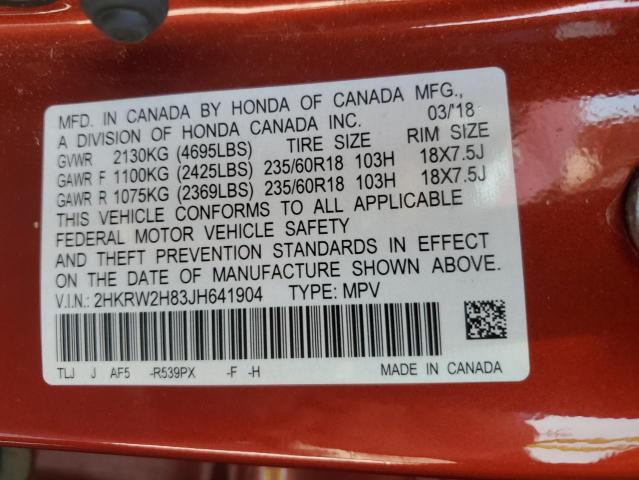 MFD. IN CANADA BY HONDA OF CANADA MFG.,
A DIVISION OF HONDA CANADA INC. 03/'18
GVWR 2130KG (4695LBS) TIRE SIZE RIM SIZE
GAWR F 1100KG (2425LBS) 235/60R18 103H 18X7.5J
GAWR R 1075KG (2369LBS) 235/60R18 103H 18X7.5J
THIS VEHICLE CONFORMS TO ALL APPLICABLE
FEDERAL MOTOR VEHICLE SAFETY
AND THEFT PREVENTION STANDARDS IN EFFECT
ON THE DATE OF MANUFACTURE SHOWN ABOVE.
V.I.N.: 2HKRW2H83JH641904 TYPE: MPV
TLJ J AF5 -R539PX -F -H MADE IN CANADA